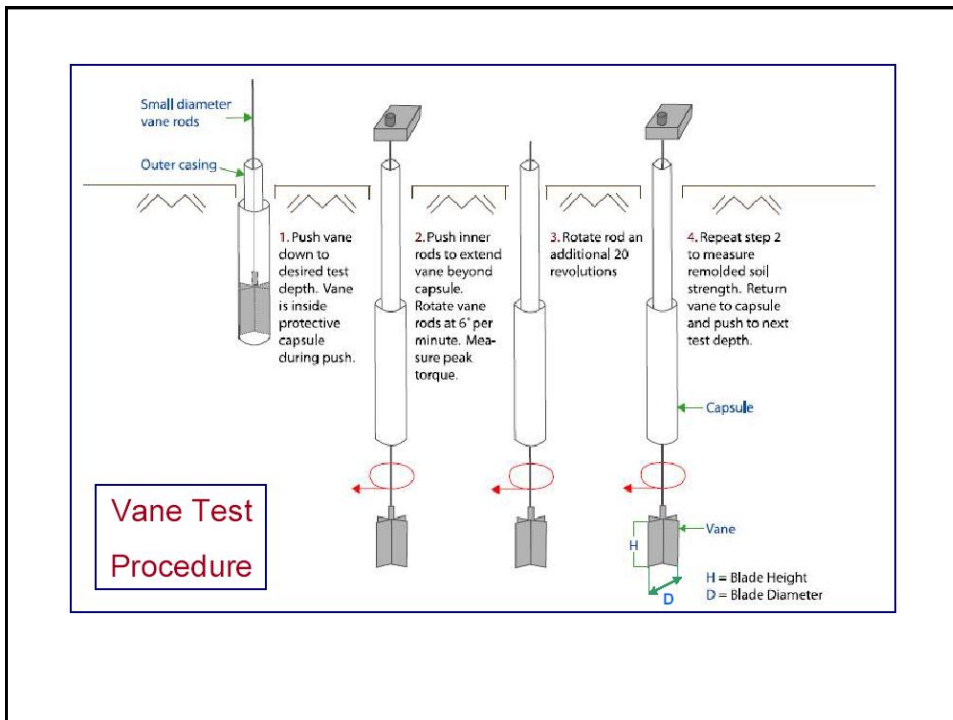 Small diameter
vane rods
Outer casing
1. Push vane
down to
desired test
depth. Vane
is inside
protective
capsule
during push.
2. Push inner
rods to extend
vane beyond
capsule.
Rotate vane
rods at 6° per
minute. Mea-
sure peak
torque.
3. Rotate rod an
additional 20
revolutions
4. Repeat step 2
to measure
remolded soil
strength. Return
vane to capsule
and push to next
test depth.
Capsule
Vane
H
D
H = Blade Height
D = Blade Diameter
Vane Test
Procedure